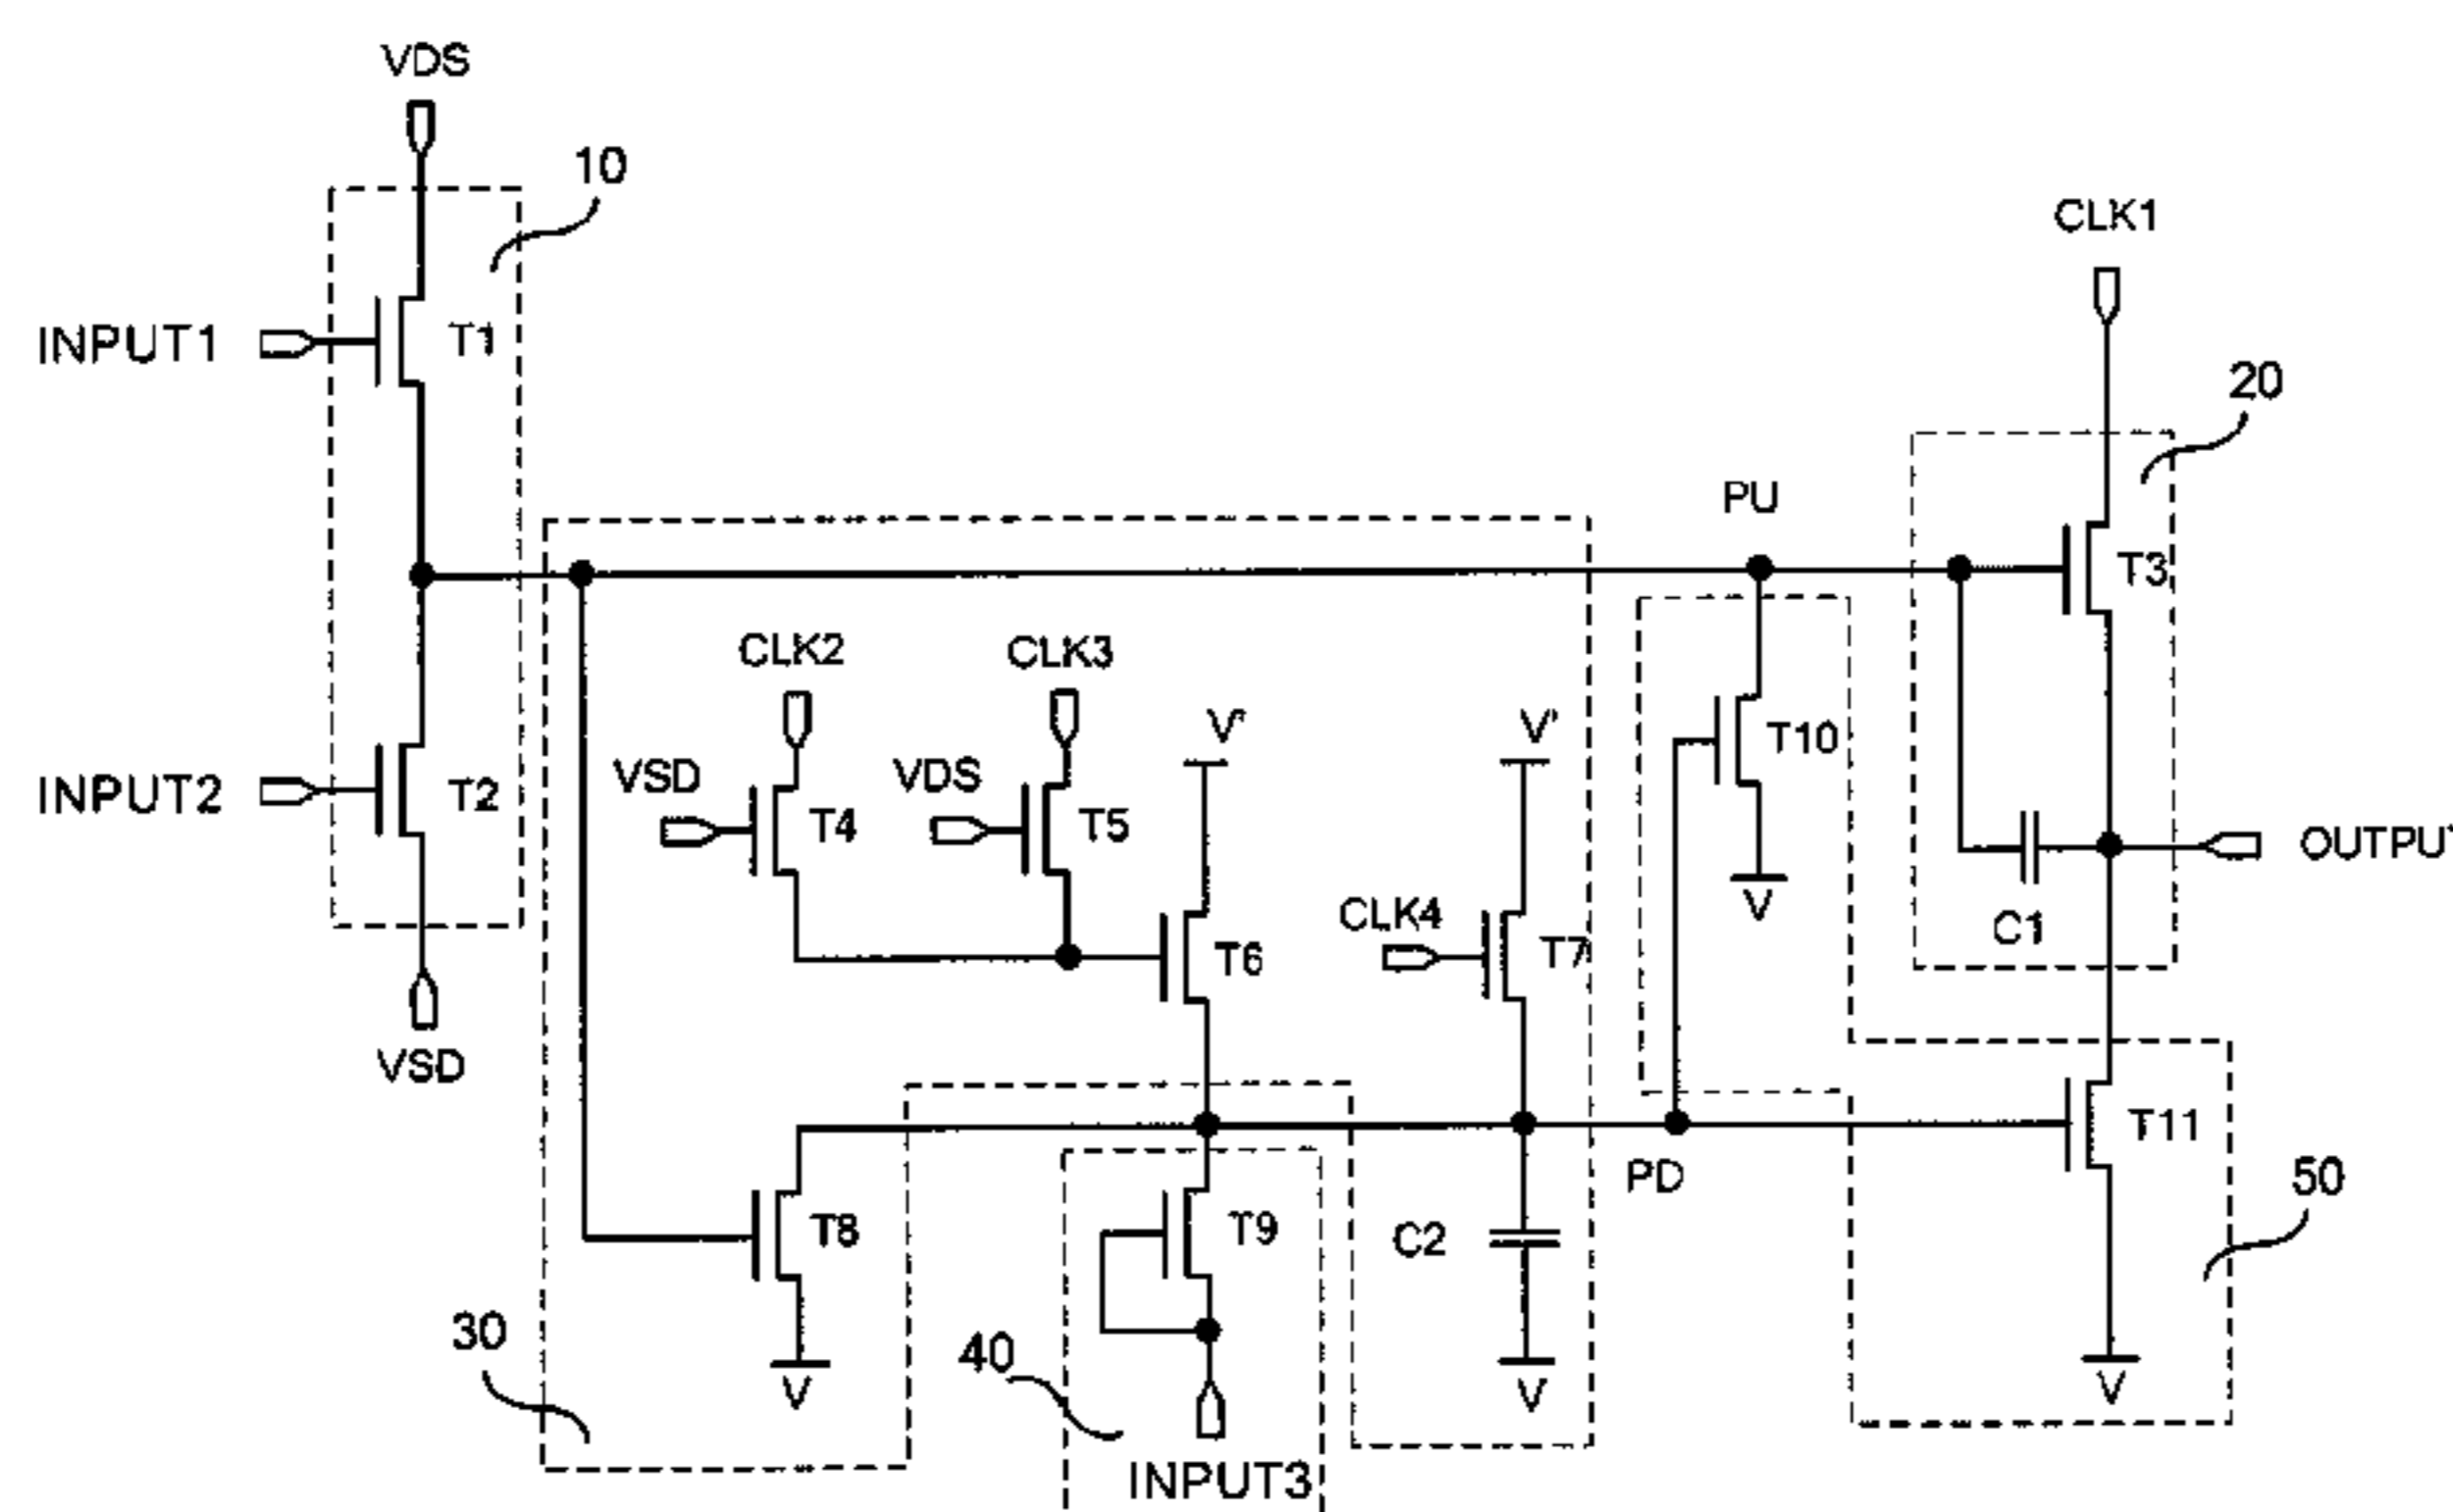 VDS
10
CLK1
INPUT1
T1
20
PU
T3
CLK2
CLK3
V'
V'
T10
VSD
VDS
INPUT2
T2
T4
T5
OUTPU
V
CLK4
C1
T6
T7
VSD
T11
PD
50
T8
T9
C2
30
40
V
V
V
INPUT3